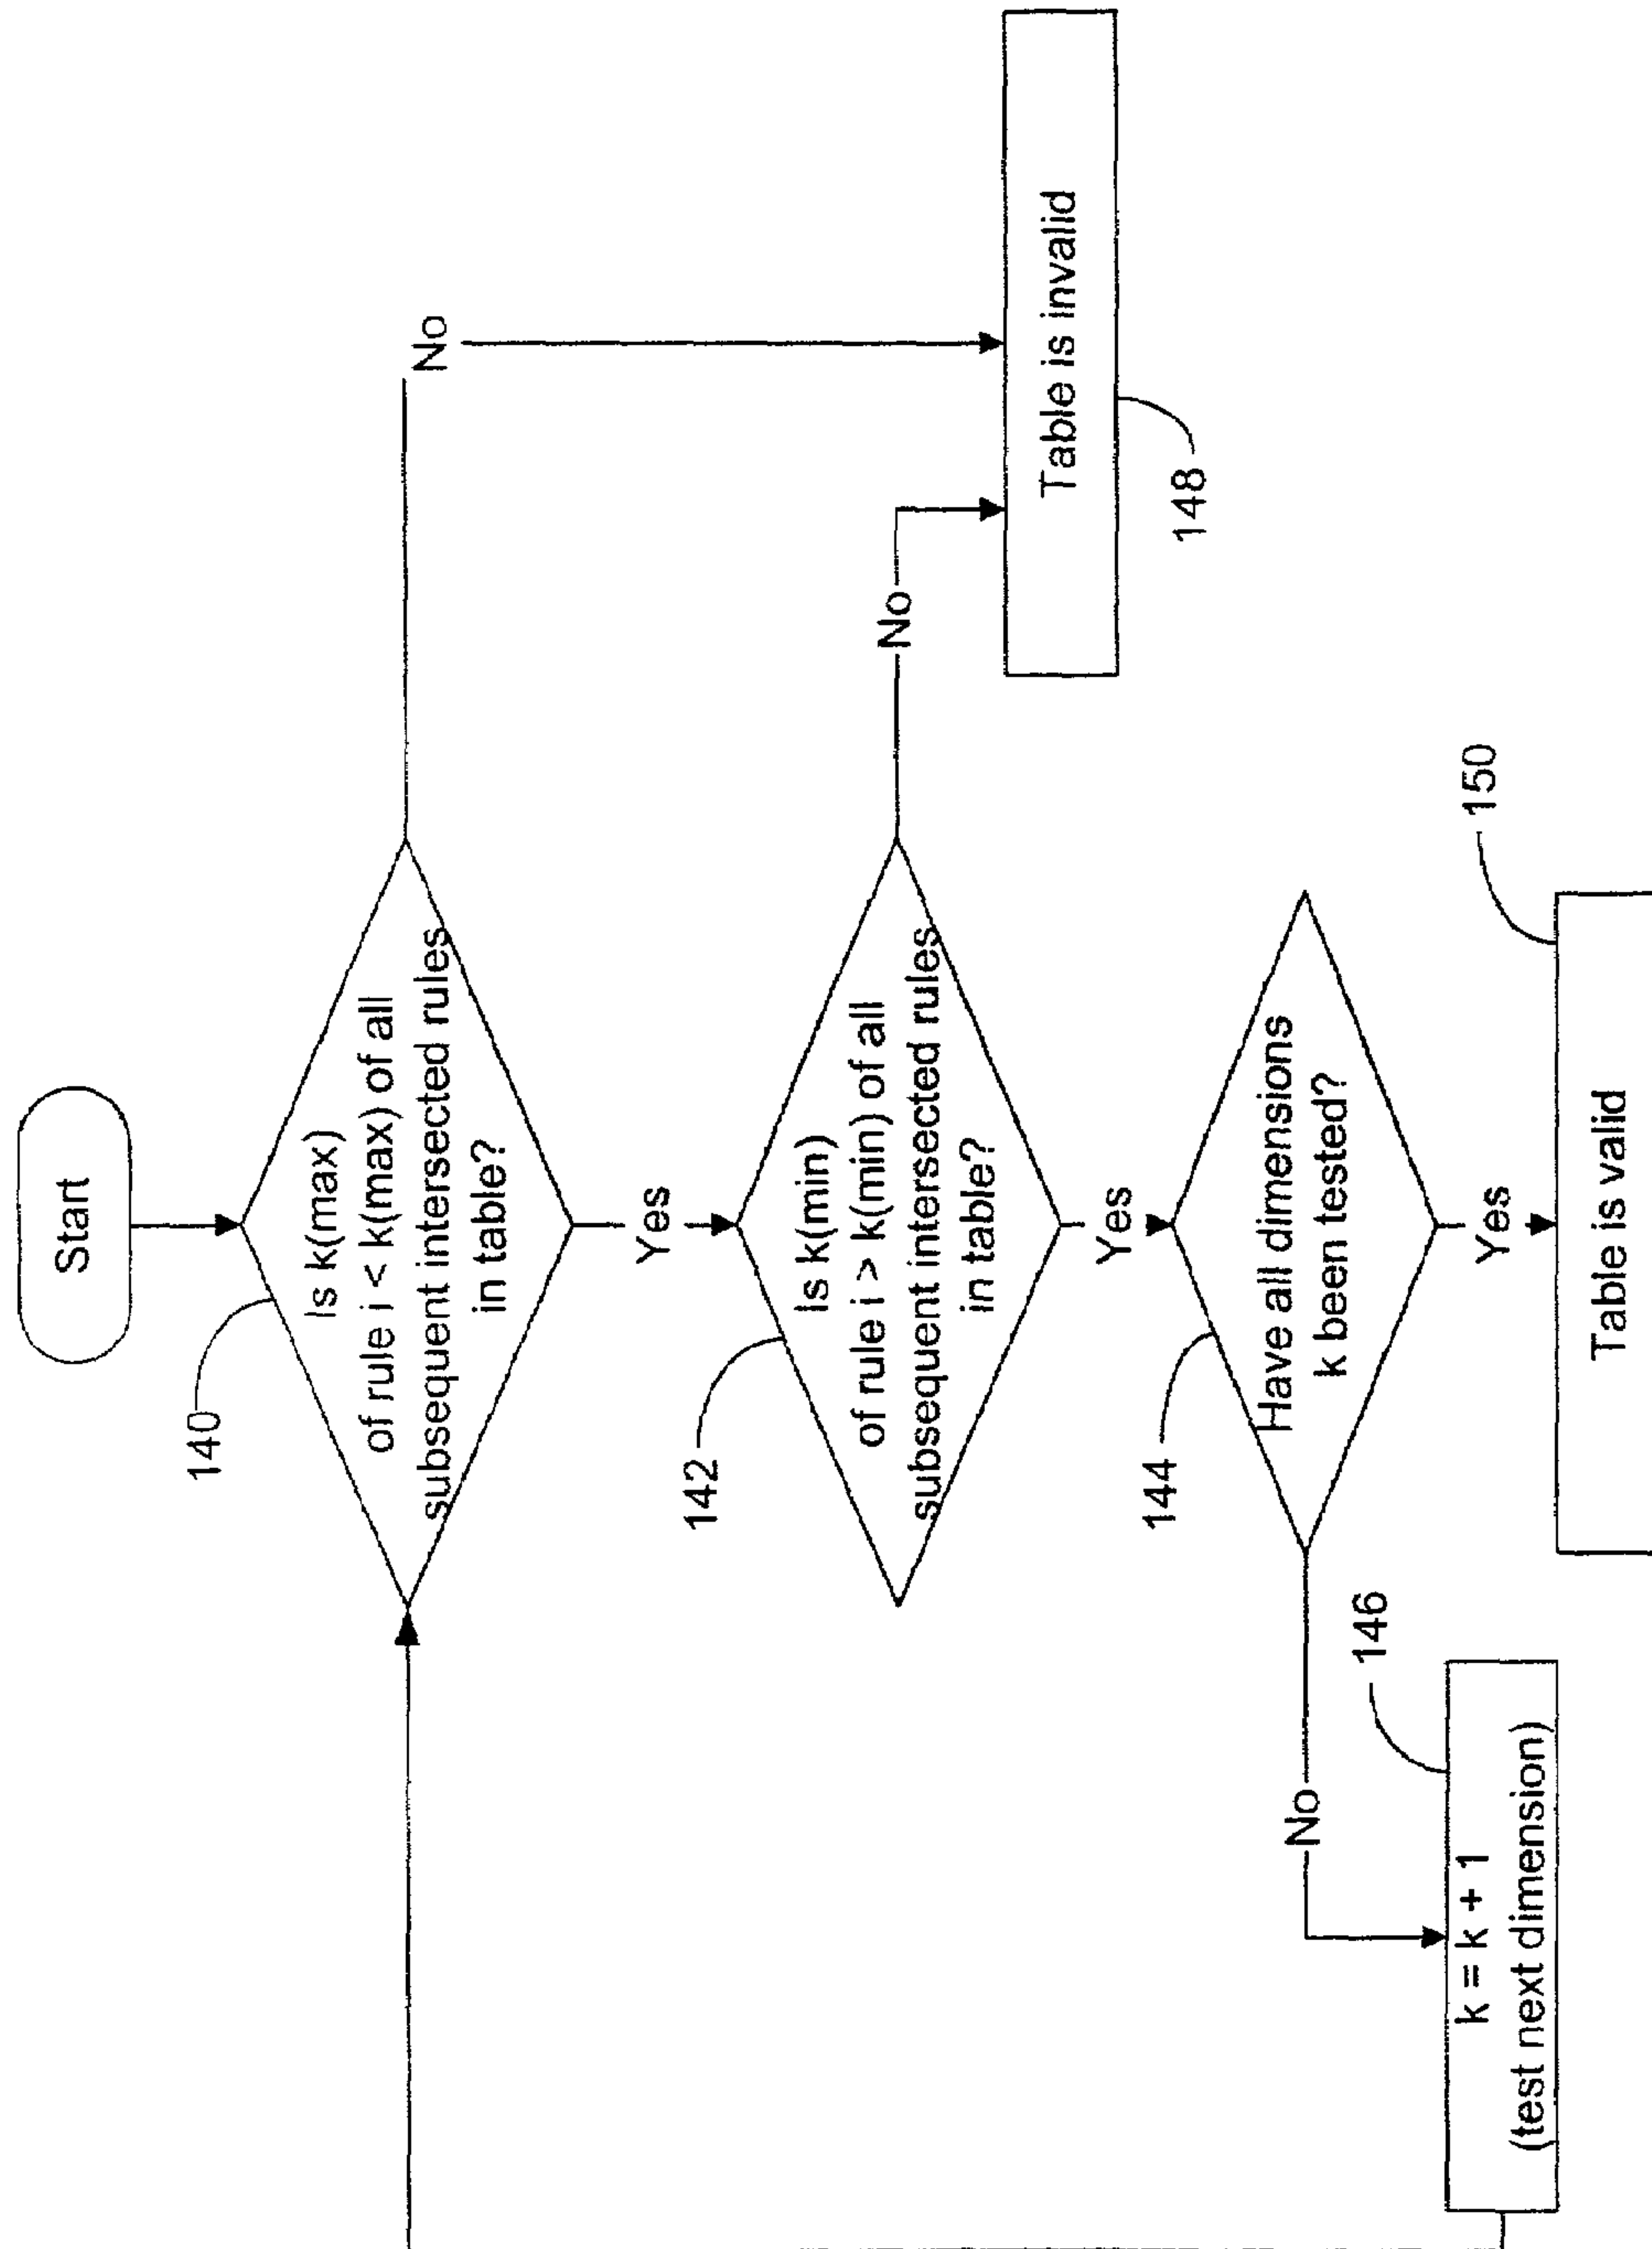 Start
140
Is k(max)
of rule i < k(max) of all
subsequent intersected rules
in table?
No
Yes
142
Is k(min)
of rule i > k(min) of all
subsequent intersected rules
in table?
No
Yes
Table is invalid
148
144
Have all dimensions
k been tested?
No
Yes
146
k = k + 1
(test next dimension)
150
Table is valid